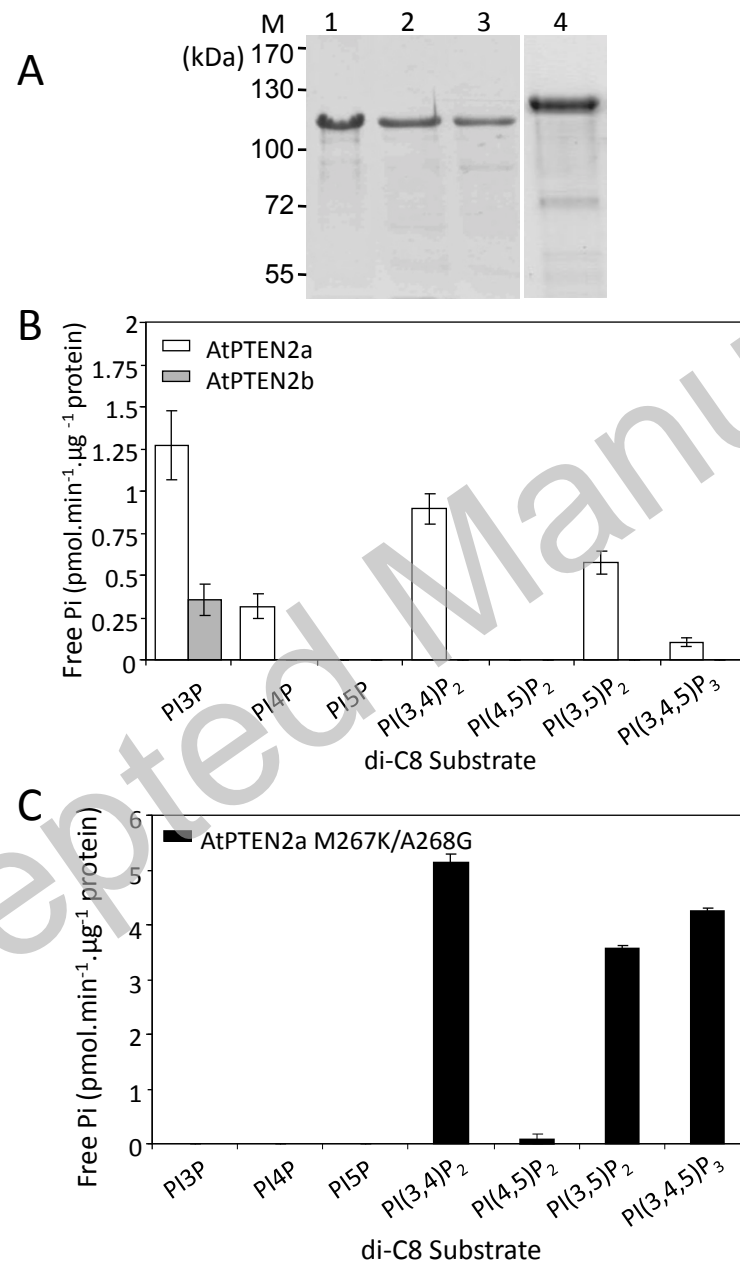 A
M 1 2 3 4
(kDa) 170
130
100
72
55
B
Free Pi (pmol.min⁻¹.µg ⁻¹ protein)
2
1.75
1.5
1.25
1
0.75
0.5
0.25
0
AtPTEN2a
AtPTEN2b
PI3P PI4P PI5P PI(3,4)P₂ PI(4,5)P₂ PI(3,5)P₂ PI(3,4,5)P₃
di-C8 Substrate
C
Free Pi (pmol.min⁻¹.µg⁻¹ protein)
6
5
4
3
2
1
0
AtPTEN2a M267K/A268G
PI3P PI4P PI5P PI(3,4)P₂ PI(4,5)P₂ PI(3,5)P₂ PI(3,4,5)P₃
di-C8 Substrate
epted Manu